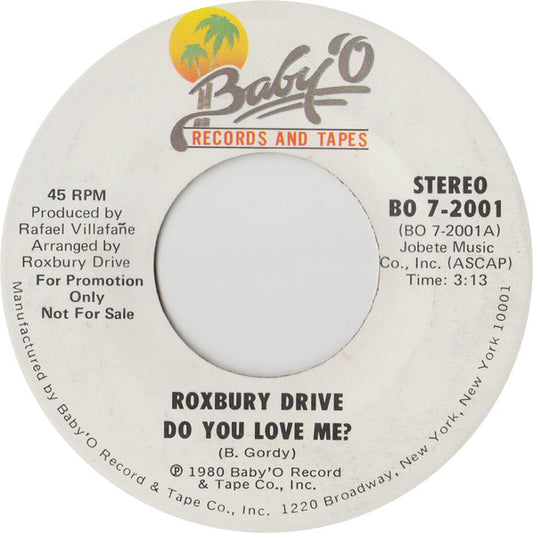 Baby'O
RECORDS AND TAPES
45 RPM
Produced by
Rafael Villafañe
Arranged by
Roxbury Drive
For Promotion
Only
Not For Sale
STEREO
BO 7-2001
(BO 7-2001A)
Jobete Music
Co., Inc. (ASCAP)
Time: 3:13
ROXBURY DRIVE
DO YOU LOVE ME?
(B. Gordy)
℗ 1980 Baby'O Record
& Tape Co., Inc.
Manufactured by Baby'O Record & Tape Co., Inc. 1220 Broadway, New York, New York 10001